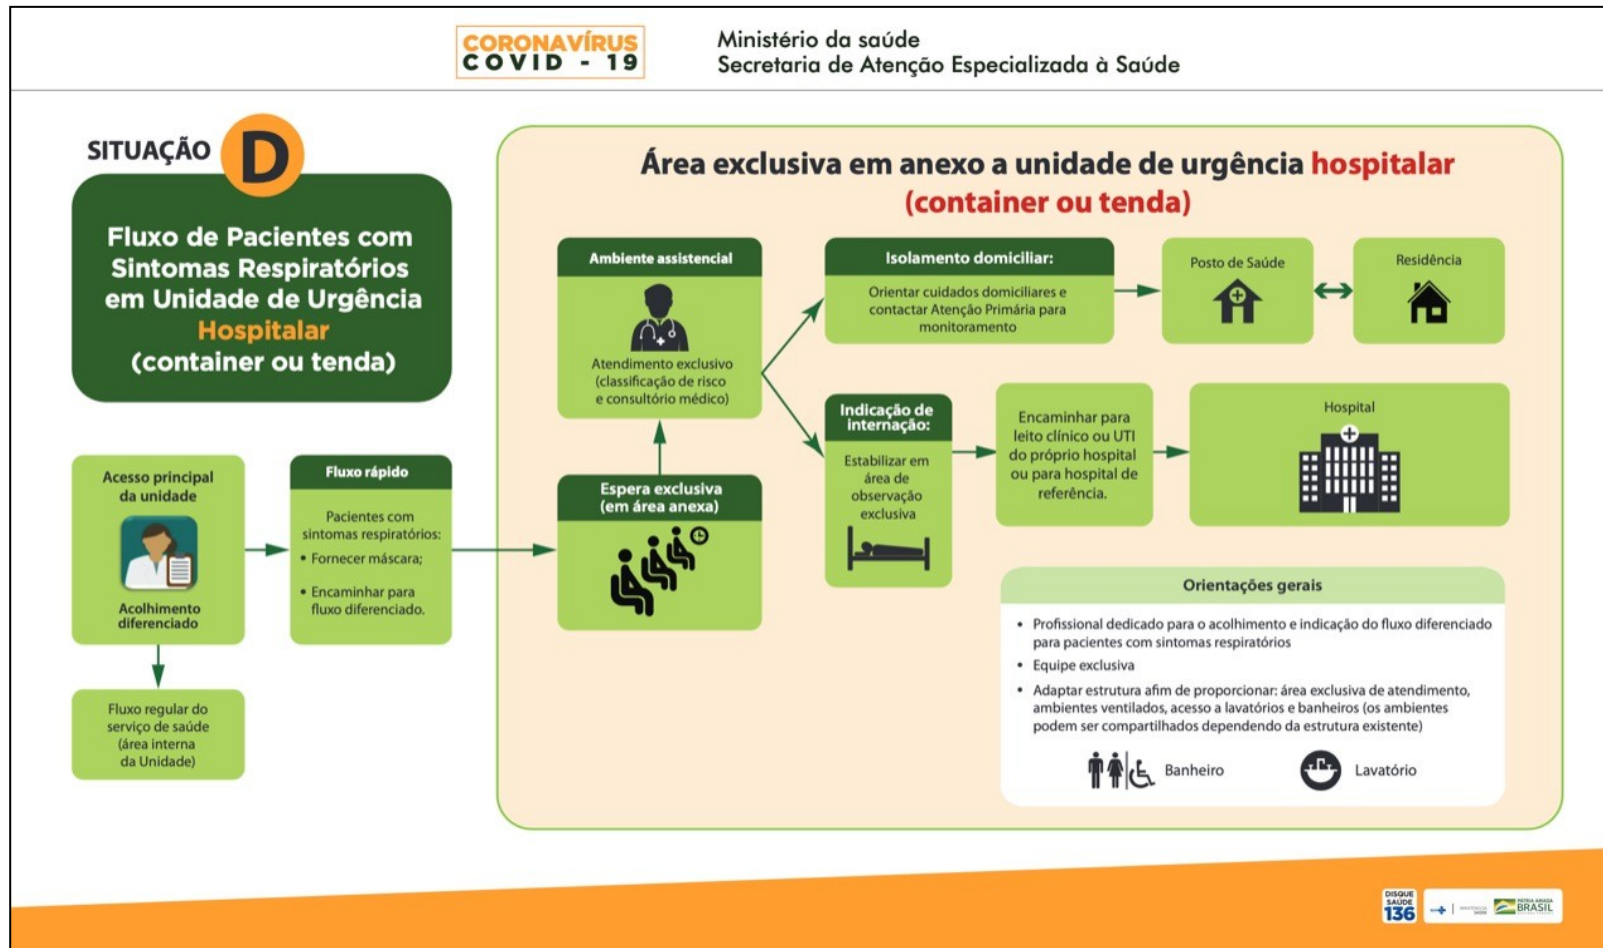 CORONAVÍRUS
COVID - 19
Ministério da saúde
Secretaria de Atenção Especializada à Saúde
SITUAÇÃO D
Fluxo de Pacientes com
Sintomas Respiratórios
em Unidade de Urgência
Hospitalar
(container ou tenda)
Acesso principal
da unidade
Acolhimento
diferenciado
Fluxo regular do
serviço de saúde
(área interna
da Unidade)
Fluxo rápido
Pacientes com
sintomas respiratórios:
• Fornecer máscara;
• Encaminhar para
fluxo diferenciado.
Área exclusiva em anexo a unidade de urgência hospitalar
(container ou tenda)
Espera exclusiva
(em área anexa)
Ambiente assistencial
Atendimento exclusivo
(classificação de risco
e consultório médico)
Isolamento domiciliar:
Orientar cuidados domiciliares e
contactar Atenção Primária para
monitoramento
Posto de Saúde
Residência
Indicação de
internação:
Estabilizar em
área de
observação
exclusiva
Encaminhar para
leito clínico ou UTI
do próprio hospital
ou para hospital de
referência.
Hospital
Orientações gerais
• Profissional dedicado para o acolhimento e indicação do fluxo diferenciado
para pacientes com sintomas respiratórios
• Equipe exclusiva
• Adaptar estrutura afim de proporcionar: área exclusiva de atendimento,
ambientes ventilados, acesso a lavatórios e banheiros (os ambientes
podem ser compartilhados dependendo da estrutura existente)
Banheiro
Lavatório
DISQUE
SAÚDE
136
PÁTRIA AMADA
BRASIL